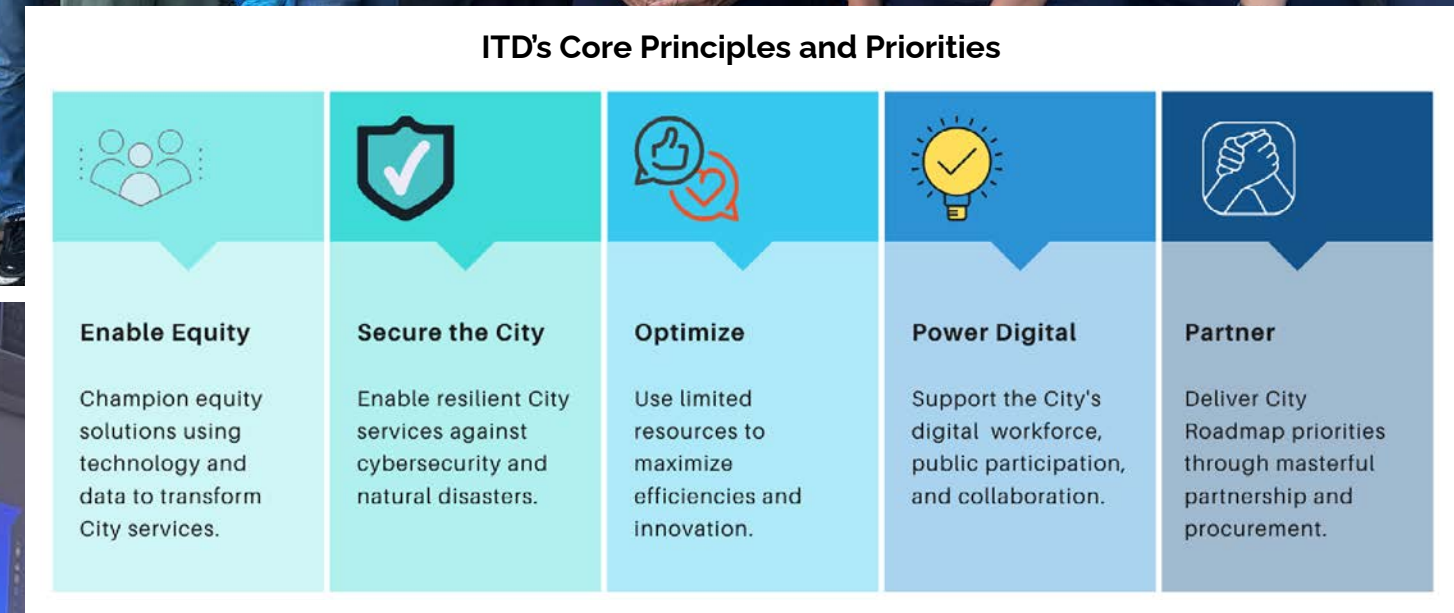 ITD's Core Principles and Priorities
Enable Equity
Champion equity
solutions using
technology and
data to transform
City services.
Secure the City
Enable resilient City
services against
cybersecurity and
natural disasters.
Optimize
Use limited
resources to
maximize
efficiencies and
innovation.
Power Digital
Support the City's
digital workforce,
public participation,
and collaboration.
Partner
Deliver City
Roadmap priorities
through masterful
partnership and
procurement.